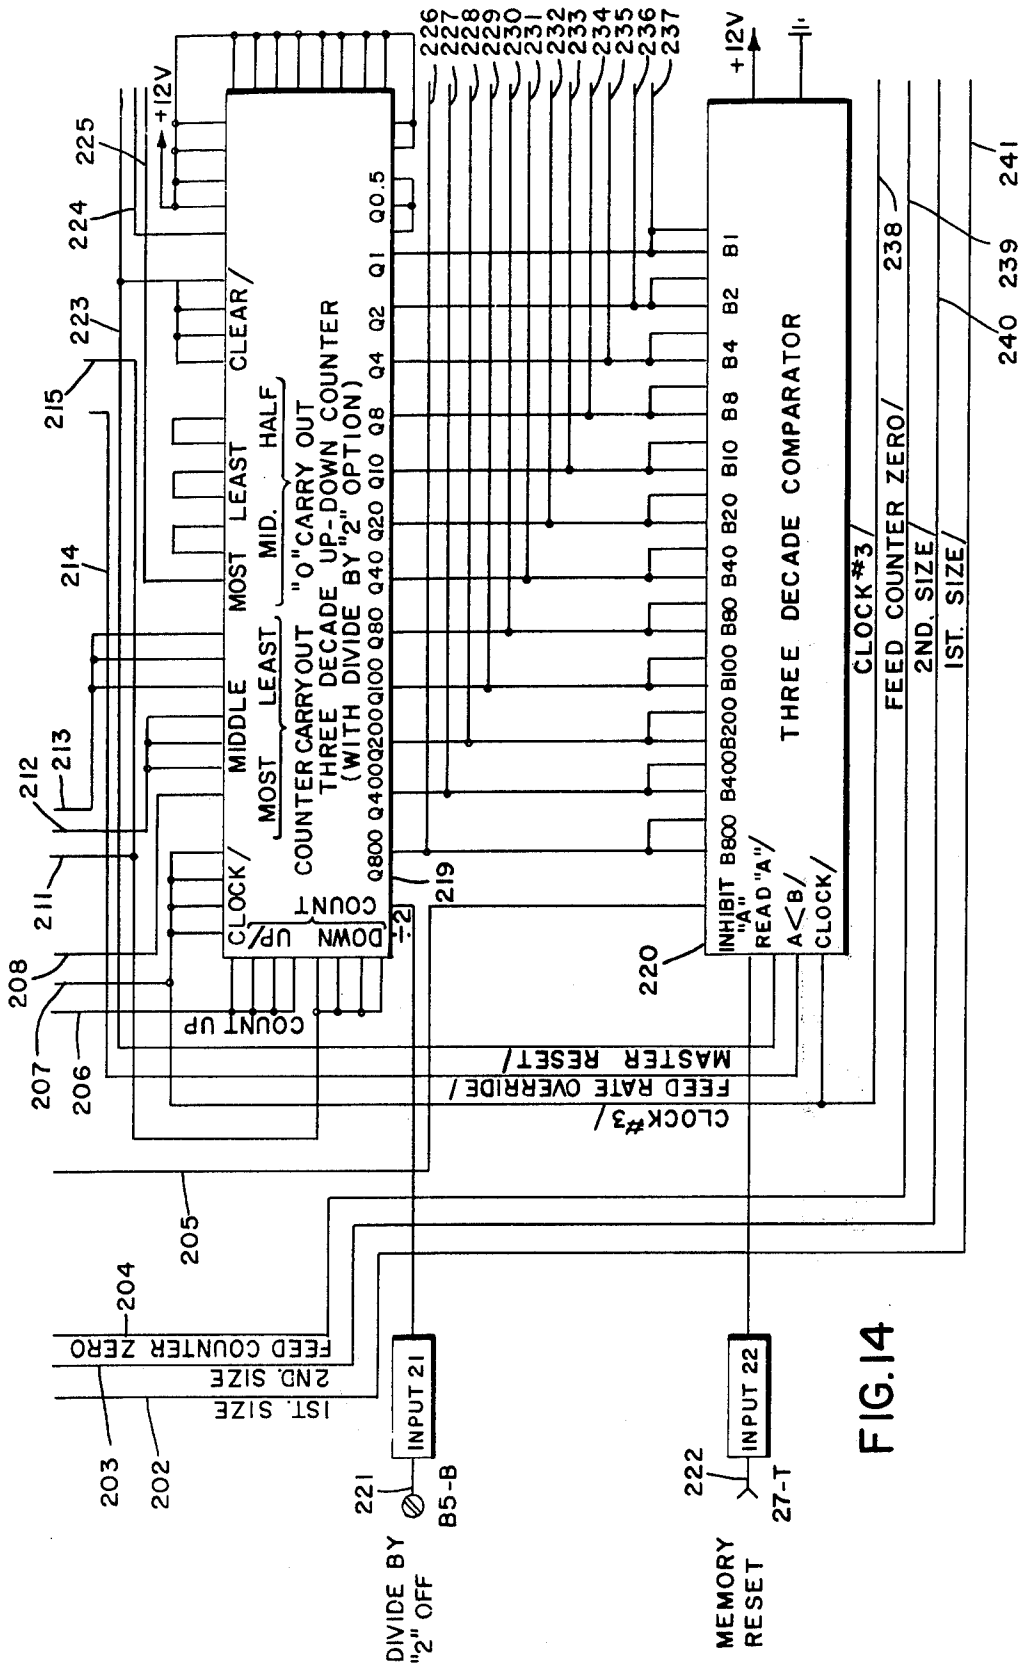 211
212
213
214
215
223
224
225
+12V
208
207
206
COUNT UP
CLOCK/
MIDDLE
MOST LEAST
CLEAR/
UP/
DOWN
COUNT
÷2
MOST LEAST
MID. HALF
COUNTER CARRYOUT "O" CARRY OUT
THREE DECADE UP-DOWN COUNTER
(WITH DIVIDE BY "2" OPTION)
Q800 Q400 Q200 Q100 Q80 Q40 Q20 Q10 Q8 Q4 Q2 Q1 Q0.5
219
226
227
228
229
230
231
232
233
234
235
236
237
MASTER RESET/
FEED RATE OVERRIDE/
CLOCK #3/
205
204
FEED COUNTER ZERO
203
2ND. SIZE
202
1ST. SIZE
DIVIDE BY
"2" OFF
221
B5-B
INPUT 21
220
INHIBIT
"A"
READ "A"/
A<B/
CLOCK/
B800 B400 B200 B100 B80 B40 B20 B10 B8 B4 B2 B1
THREE DECADE COMPARATOR
+12V
MEMORY
RESET
222
27-T
INPUT 22
CLOCK #3/
238
FEED COUNTER ZERO/
239
2ND. SIZE/
240
1ST. SIZE/
241
FIG.14